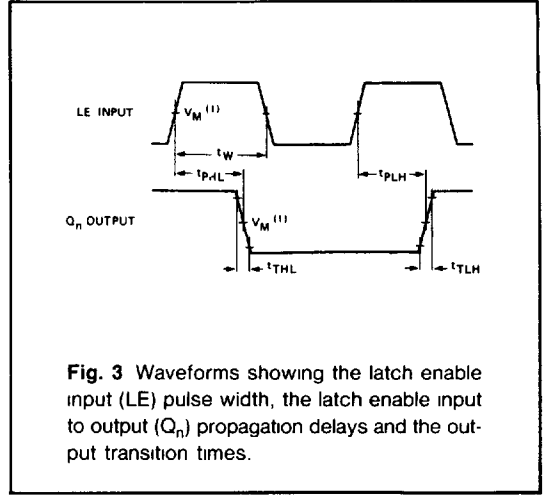 LE INPUT
V_M (1)
t_W
t_PHL
t_PLH
Q_n OUTPUT
V_M (1)
t_THL
t_TLH
Fig. 3 Waveforms showing the latch enable
input (LE) pulse width, the latch enable input
to output (Q_n) propagation delays and the out-
put transition times.